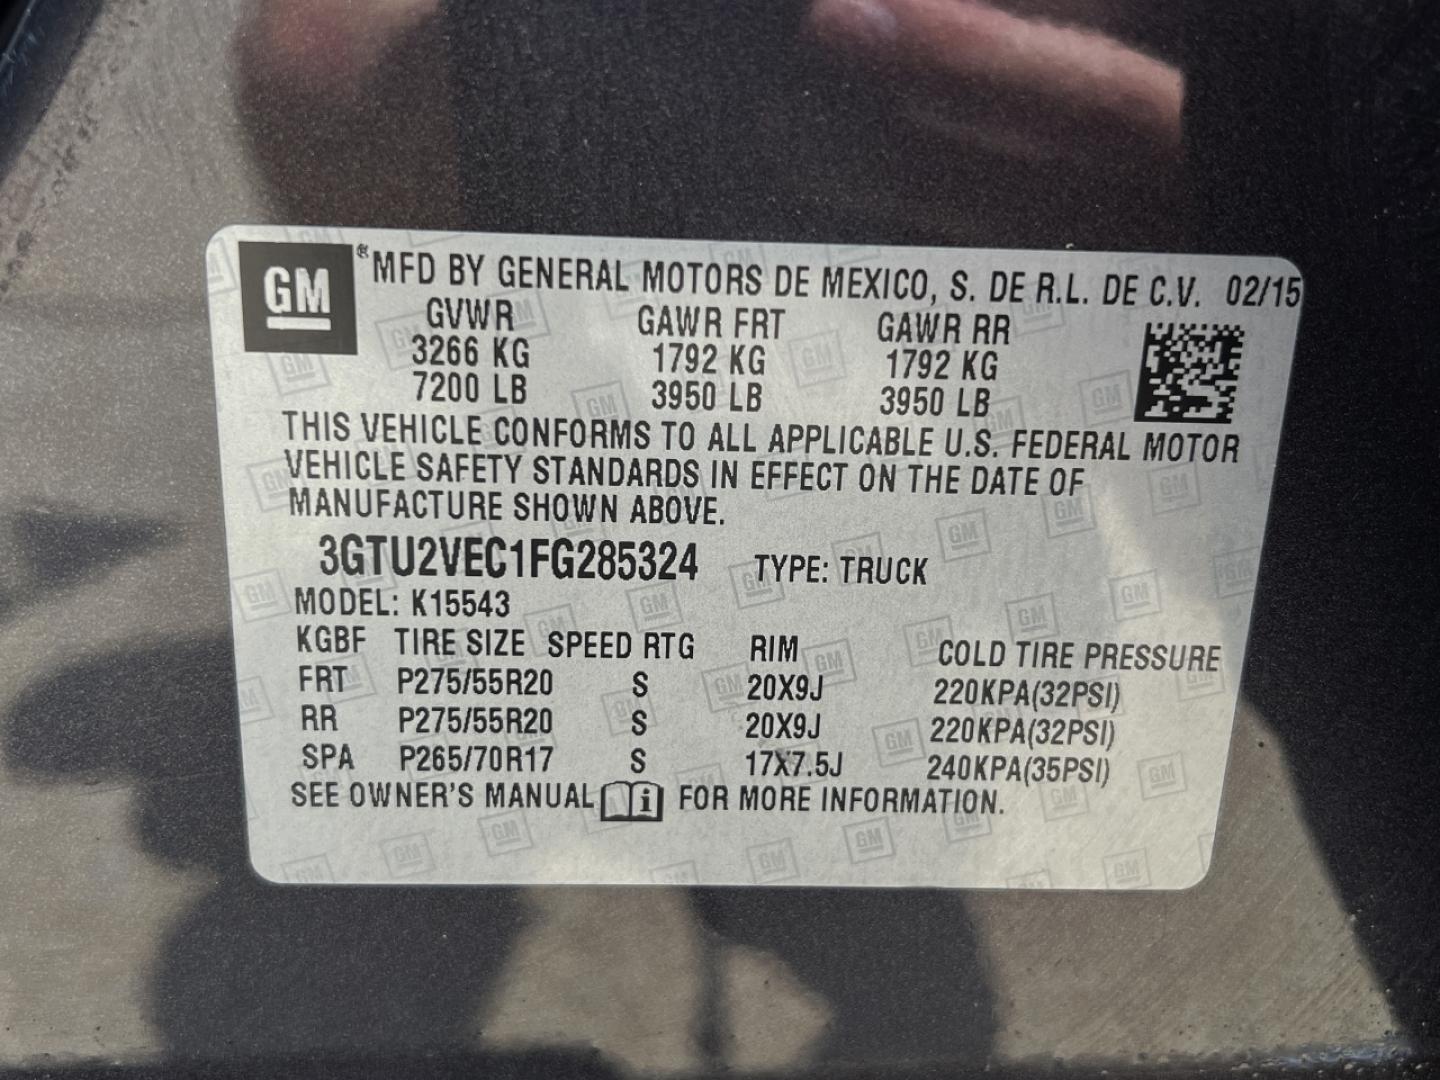 GM ® MFD BY GENERAL MOTORS DE MEXICO, S. DE R.L. DE C.V. 02/15
GVWR GAWR FRT GAWR RR
3266 KG 1792 KG 1792 KG
7200 LB 3950 LB 3950 LB
THIS VEHICLE CONFORMS TO ALL APPLICABLE U.S. FEDERAL MOTOR
VEHICLE SAFETY STANDARDS IN EFFECT ON THE DATE OF
MANUFACTURE SHOWN ABOVE.
3GTU2VEC1FG285324 TYPE: TRUCK
MODEL: K15543
KGBF TIRE SIZE SPEED RTG RIM COLD TIRE PRESSURE
FRT P275/55R20 S 20X9J 220KPA(32PSI)
RR P275/55R20 S 20X9J 220KPA(32PSI)
SPA P265/70R17 S 17X7.5J 240KPA(35PSI)
SEE OWNER'S MANUAL i FOR MORE INFORMATION.